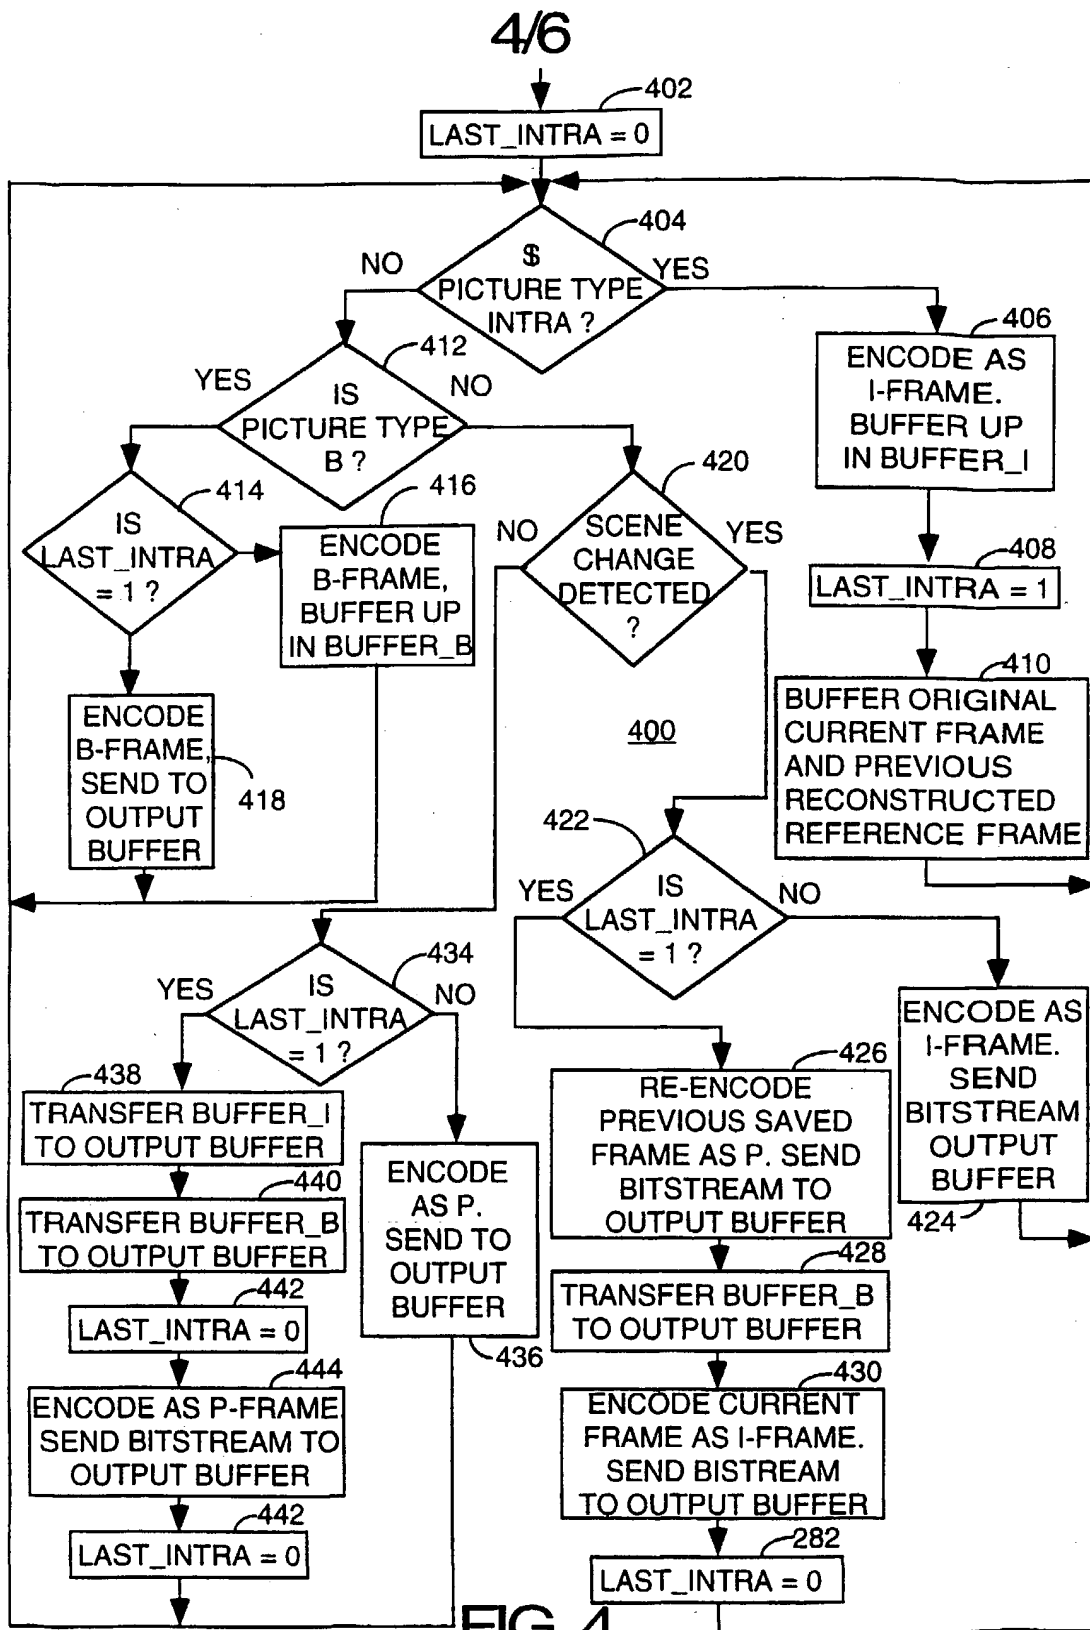 4/6
402
LAST_INTRA = 0
404
$
PICTURE TYPE
INTRA ?
NO
YES
406
ENCODE AS
I-FRAME.
BUFFER UP
IN BUFFER_I
412
IS
PICTURE TYPE
B ?
YES
NO
414
IS
LAST_INTRA
= 1 ?
416
ENCODE
B-FRAME,
BUFFER UP
IN BUFFER_B
420
SCENE
CHANGE
DETECTED
?
NO
YES
408
LAST_INTRA = 1
410
BUFFER ORIGINAL
CURRENT FRAME
AND PREVIOUS
RECONSTRUCTED
REFERENCE FRAME
ENCODE
B-FRAME,
SEND TO
OUTPUT
BUFFER
418
400
422
IS
LAST_INTRA
= 1 ?
YES
NO
434
IS
LAST_INTRA
= 1 ?
YES
NO
ENCODE AS
I-FRAME.
SEND
BITSTREAM
OUTPUT
BUFFER
424
426
RE-ENCODE
PREVIOUS SAVED
FRAME AS P. SEND
BITSTREAM TO
OUTPUT BUFFER
438
TRANSFER BUFFER_I
TO OUTPUT BUFFER
440
TRANSFER BUFFER_B
TO OUTPUT BUFFER
442
LAST_INTRA = 0
ENCODE
AS P.
SEND TO
OUTPUT
BUFFER
436
428
TRANSFER BUFFER_B
TO OUTPUT BUFFER
444
ENCODE AS P-FRAME
SEND BITSTREAM TO
OUTPUT BUFFER
430
ENCODE CURRENT
FRAME AS I-FRAME.
SEND BISTREAM
TO OUTPUT BUFFER
442
LAST_INTRA = 0
282
LAST_INTRA = 0
FIG. 4